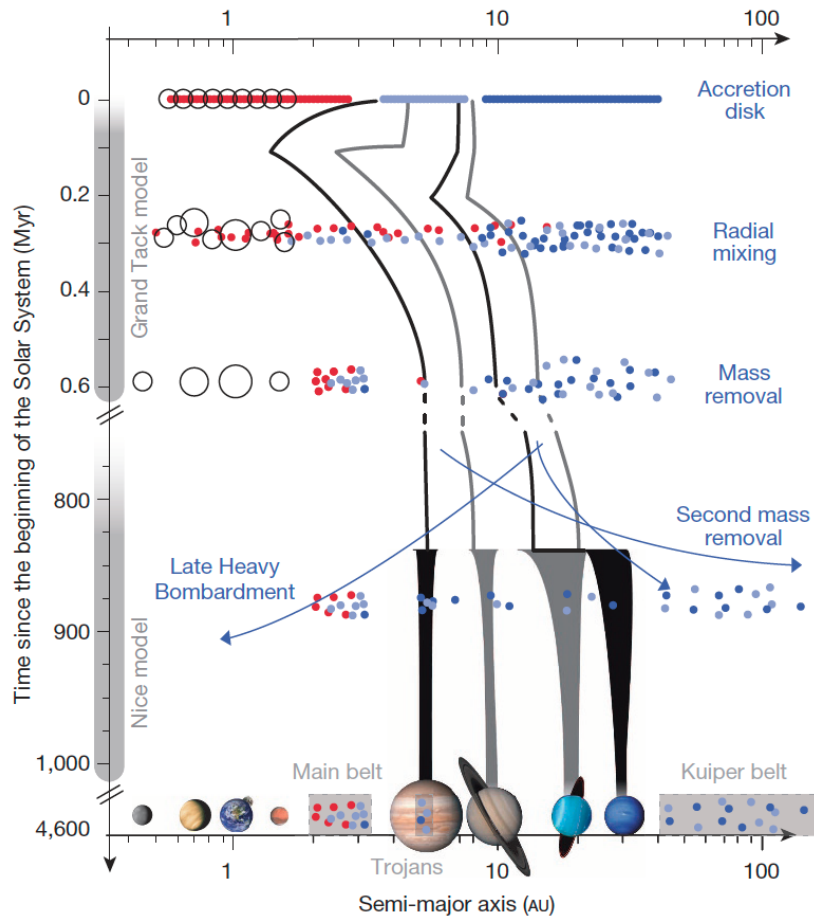 1
10
100
0
Accretion
disk
0.2
Radial
mixing
0.4
Grand Tack model
0.6
Mass
removal
Time since the beginning of the Solar System (Myr)
800
Second mass
removal
Late Heavy
Bombardment
900
Nice model
1,000
Main belt
Kuiper belt
4,600
Trojans
1
10
100
Semi-major axis (AU)